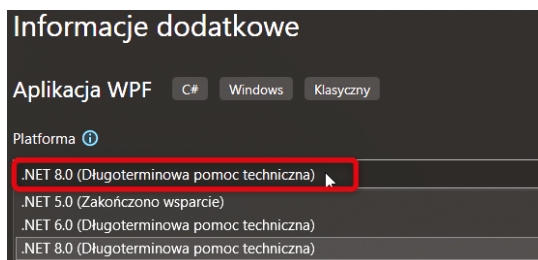 Informacje dodatkowe
Aplikacja WPF C# Windows Klasyczny
Platforma
.NET 8.0 (Długoterminowa pomoc techniczna)
.NET 5.0 (Zakończono wsparcie)
.NET 6.0 (Długoterminowa pomoc techniczna)
.NET 8.0 (Długoterminowa pomoc techniczna)